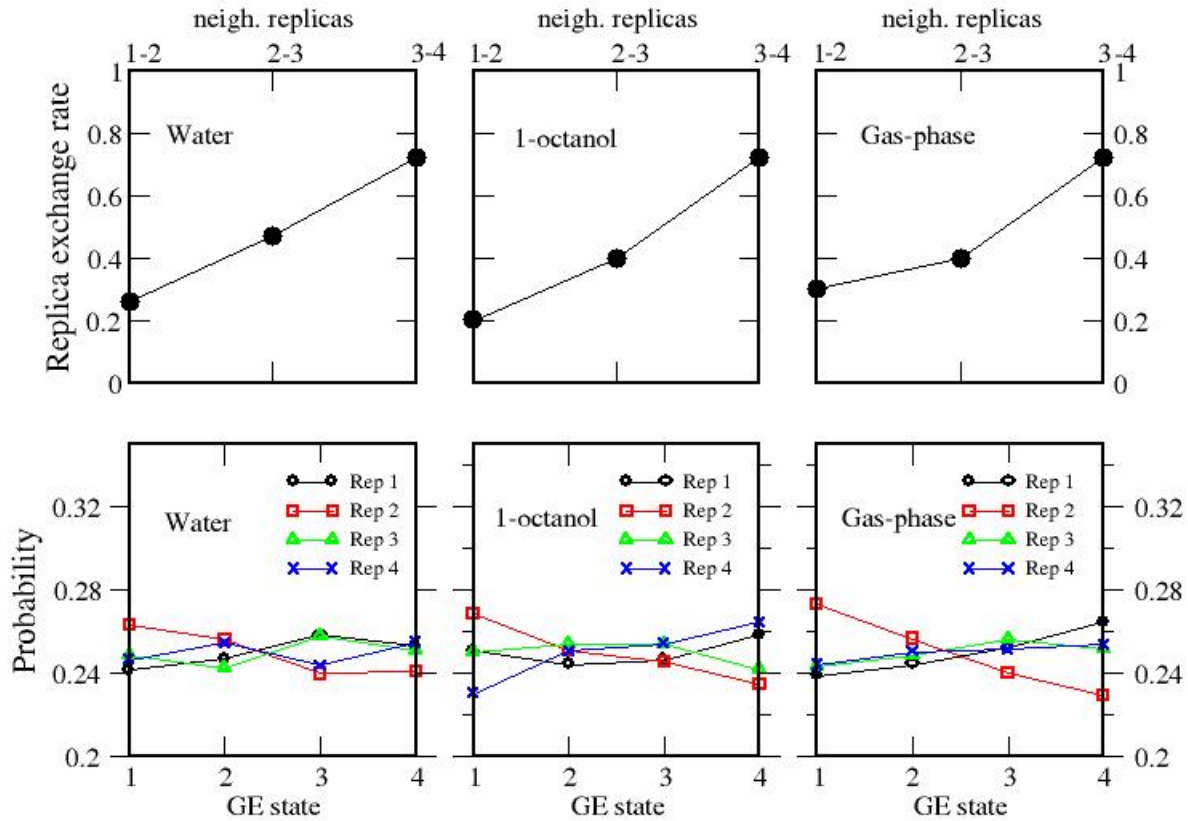 neigh. replicas neigh. replicas neigh. replicas
1-2 2-3 3-4 1-2 2-3 3-4 1-2 2-3 3-4
1 1
Water 1-octanol Gas-phase
0.8 0.8
0.6 0.6
0.4 0.4
0.2 0.2
0 0
Replica exchange rate
Rep 1 Rep 1 Rep 1
0.32 Water Rep 2 1-octanol Rep 2 Gas-phase Rep 2 0.32
Rep 3 Rep 3 Rep 3
Rep 4 Rep 4 Rep 4
0.28 0.28
0.24 0.24
0.2 0.2
Probability
1 2 3 4 1 2 3 4 1 2 3 4
GE state GE state GE state